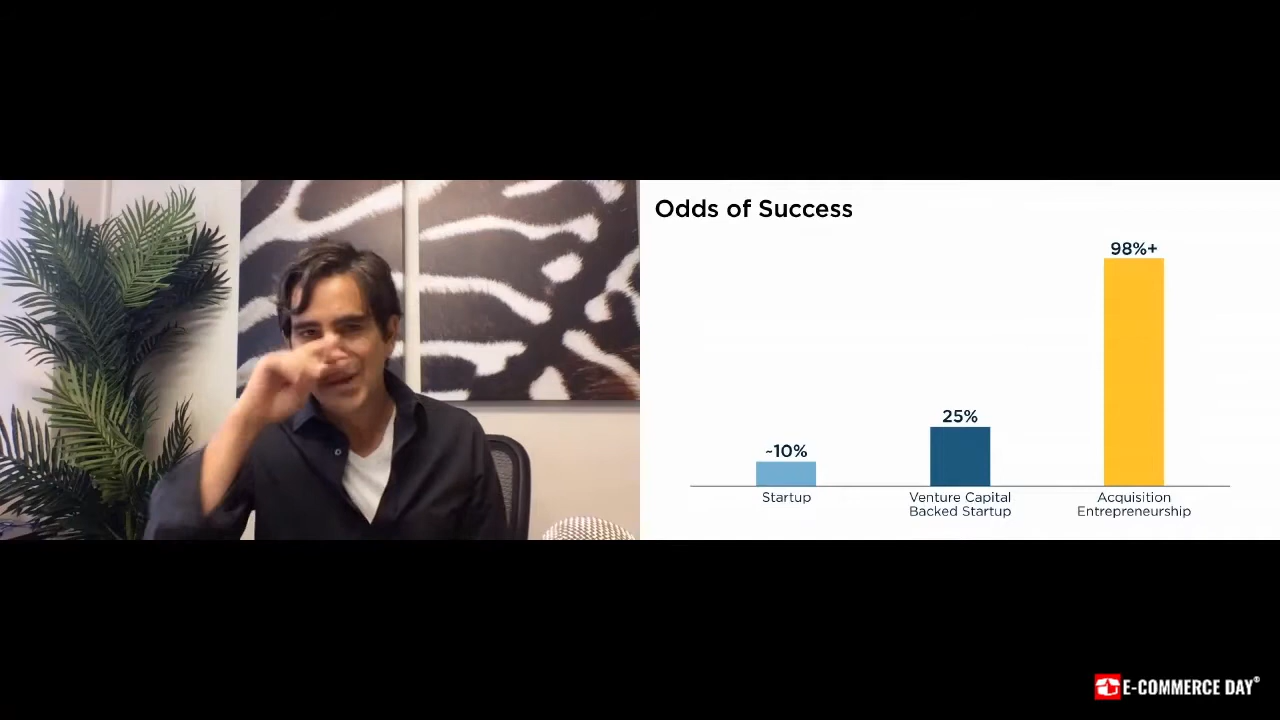 Odds of Success
98%+
25%
~10%
Startup
Venture Capital
Backed Startup
Acquisition
Entrepreneurship
E-COMMERCE DAY®